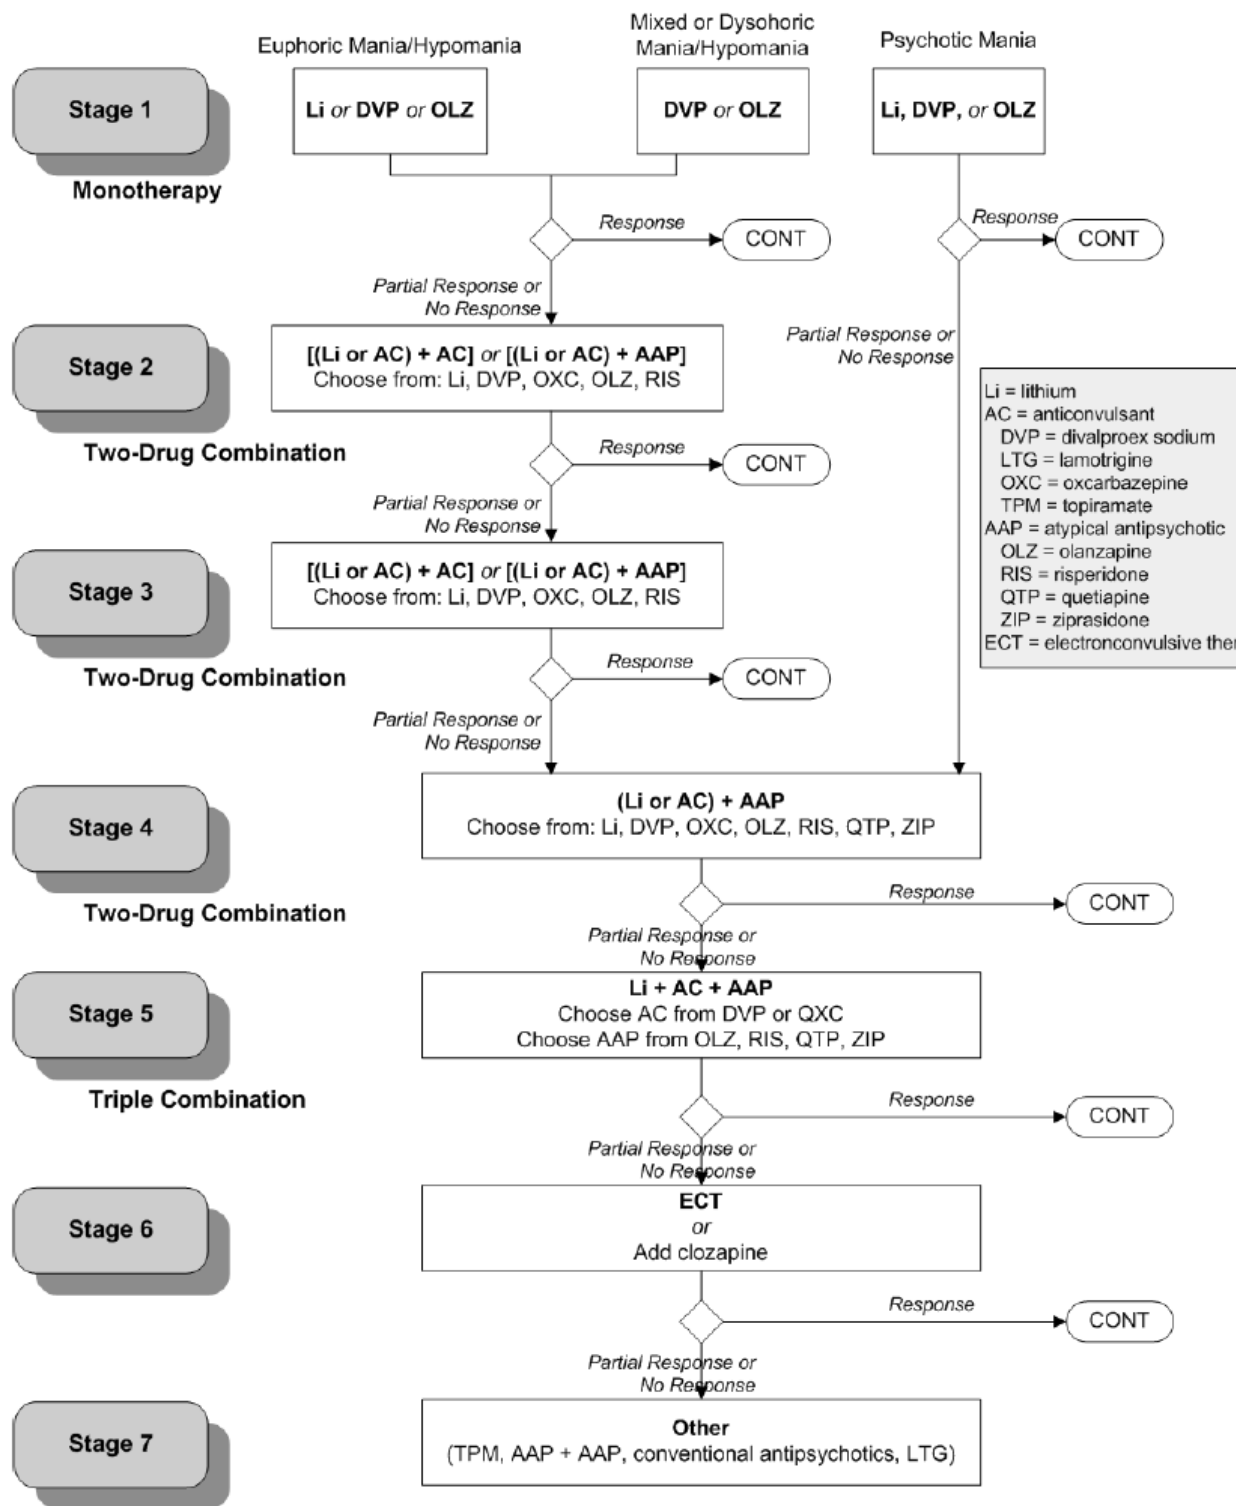 Euphoric Mania/Hypomania
Mixed or Dysohoric
Mania/Hypomania
Psychotic Mania
Stage 1
Monotherapy
Li or DVP or OLZ
DVP or OLZ
Li, DVP, or OLZ
Response
CONT
Response
CONT
Partial Response or
No Response
Partial Response or
No Response
Stage 2
Two-Drug Combination
[(Li or AC) + AC] or [(Li or AC) + AAP]
Choose from: Li, DVP, OXC, OLZ, RIS
Li = lithium
AC = anticonvulsant
DVP = divalproex sodium
LTG = lamotrigine
OXC = oxcarbazepine
TPM = topiramate
AAP = atypical antipsychotic
OLZ = olanzapine
RIS = risperidone
QTP = quetiapine
ZIP = ziprasidone
ECT = electronconvulsive ther
Response
CONT
Partial Response or
No Response
Stage 3
Two-Drug Combination
[(Li or AC) + AC] or [(Li or AC) + AAP]
Choose from: Li, DVP, OXC, OLZ, RIS
Response
CONT
Partial Response or
No Response
Stage 4
Two-Drug Combination
(Li or AC) + AAP
Choose from: Li, DVP, OXC, OLZ, RIS, QTP, ZIP
Response
CONT
Partial Response or
No Response
Stage 5
Triple Combination
Li + AC + AAP
Choose AC from DVP or QXC
Choose AAP from OLZ, RIS, QTP, ZIP
Response
CONT
Partial Response or
No Response
Stage 6
ECT
or
Add clozapine
Response
CONT
Partial Response or
No Response
Stage 7
Other
(TPM, AAP + AAP, conventional antipsychotics, LTG)